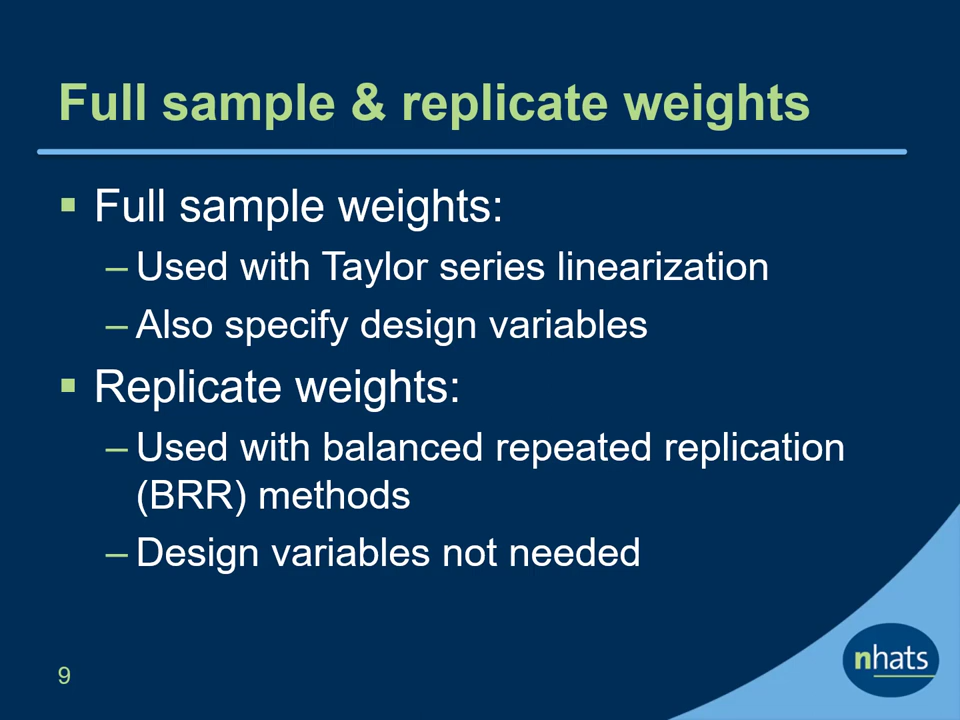 Full sample & replicate weights
▪ Full sample weights:
– Used with Taylor series linearization
– Also specify design variables
▪ Replicate weights:
– Used with balanced repeated replication
(BRR) methods
– Design variables not needed
9
nhats